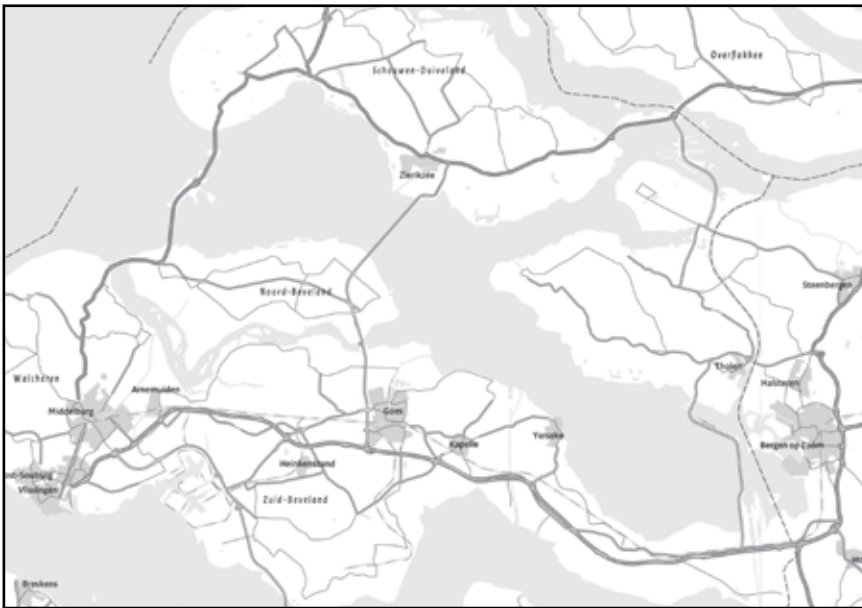 Overflakkee
Schouwen-Duiveland
Zierikzee
Steenbergen
Noord-Beveland
Tholen
Walcheren
Halsteren
Arnemuiden
Middelburg
Goes
Yerseke
Kapelle
Bergen op Zoom
Heinkenszand
Vlissingen
Zuid-Beveland
Breskens